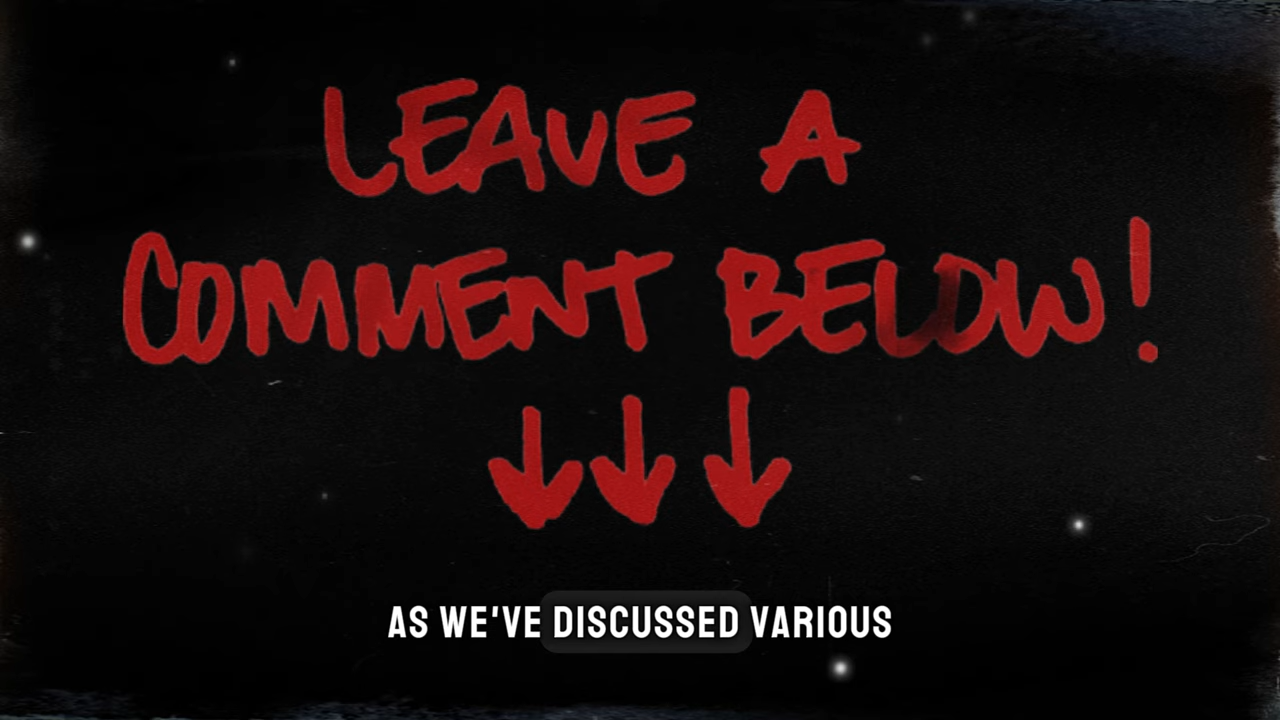 LEAVE A
COMMENT BELOW!
↓↓↓
AS WE'VE DISCUSSED VARIOUS